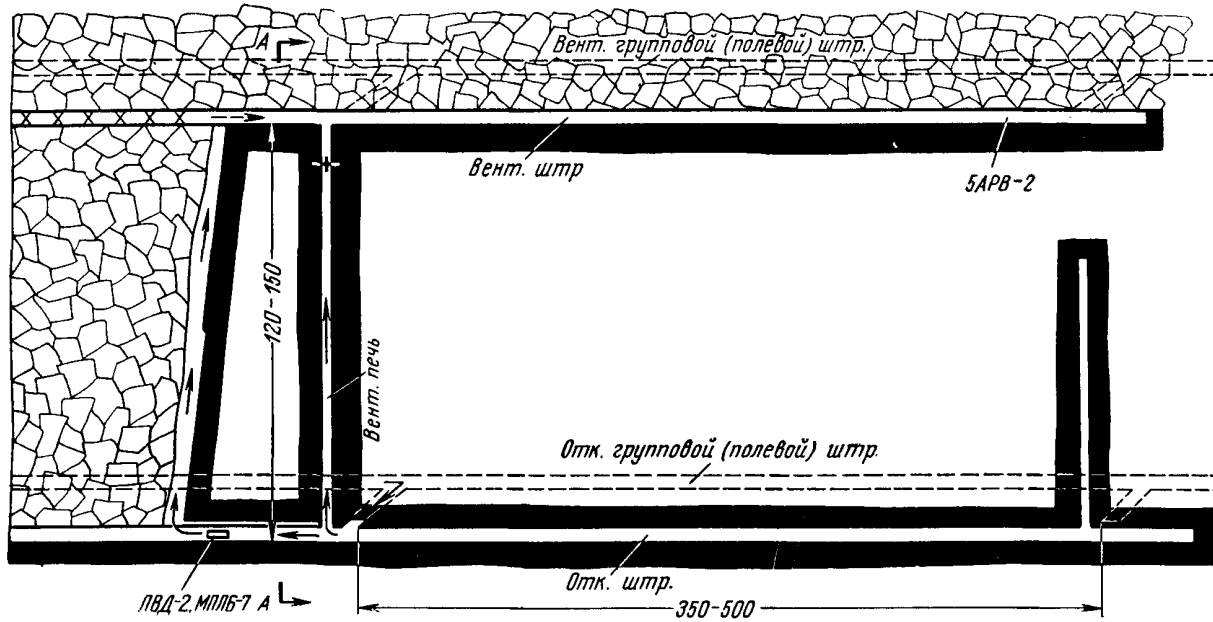 А
Вент. групповой (полевой) штр.
Вент. штр
5АРВ-2
120-150
Вент. печь
Отк. групповой (полевой) штр.
ЛВД-2, МПЛБ-7
А
Отк. штр.
350-500